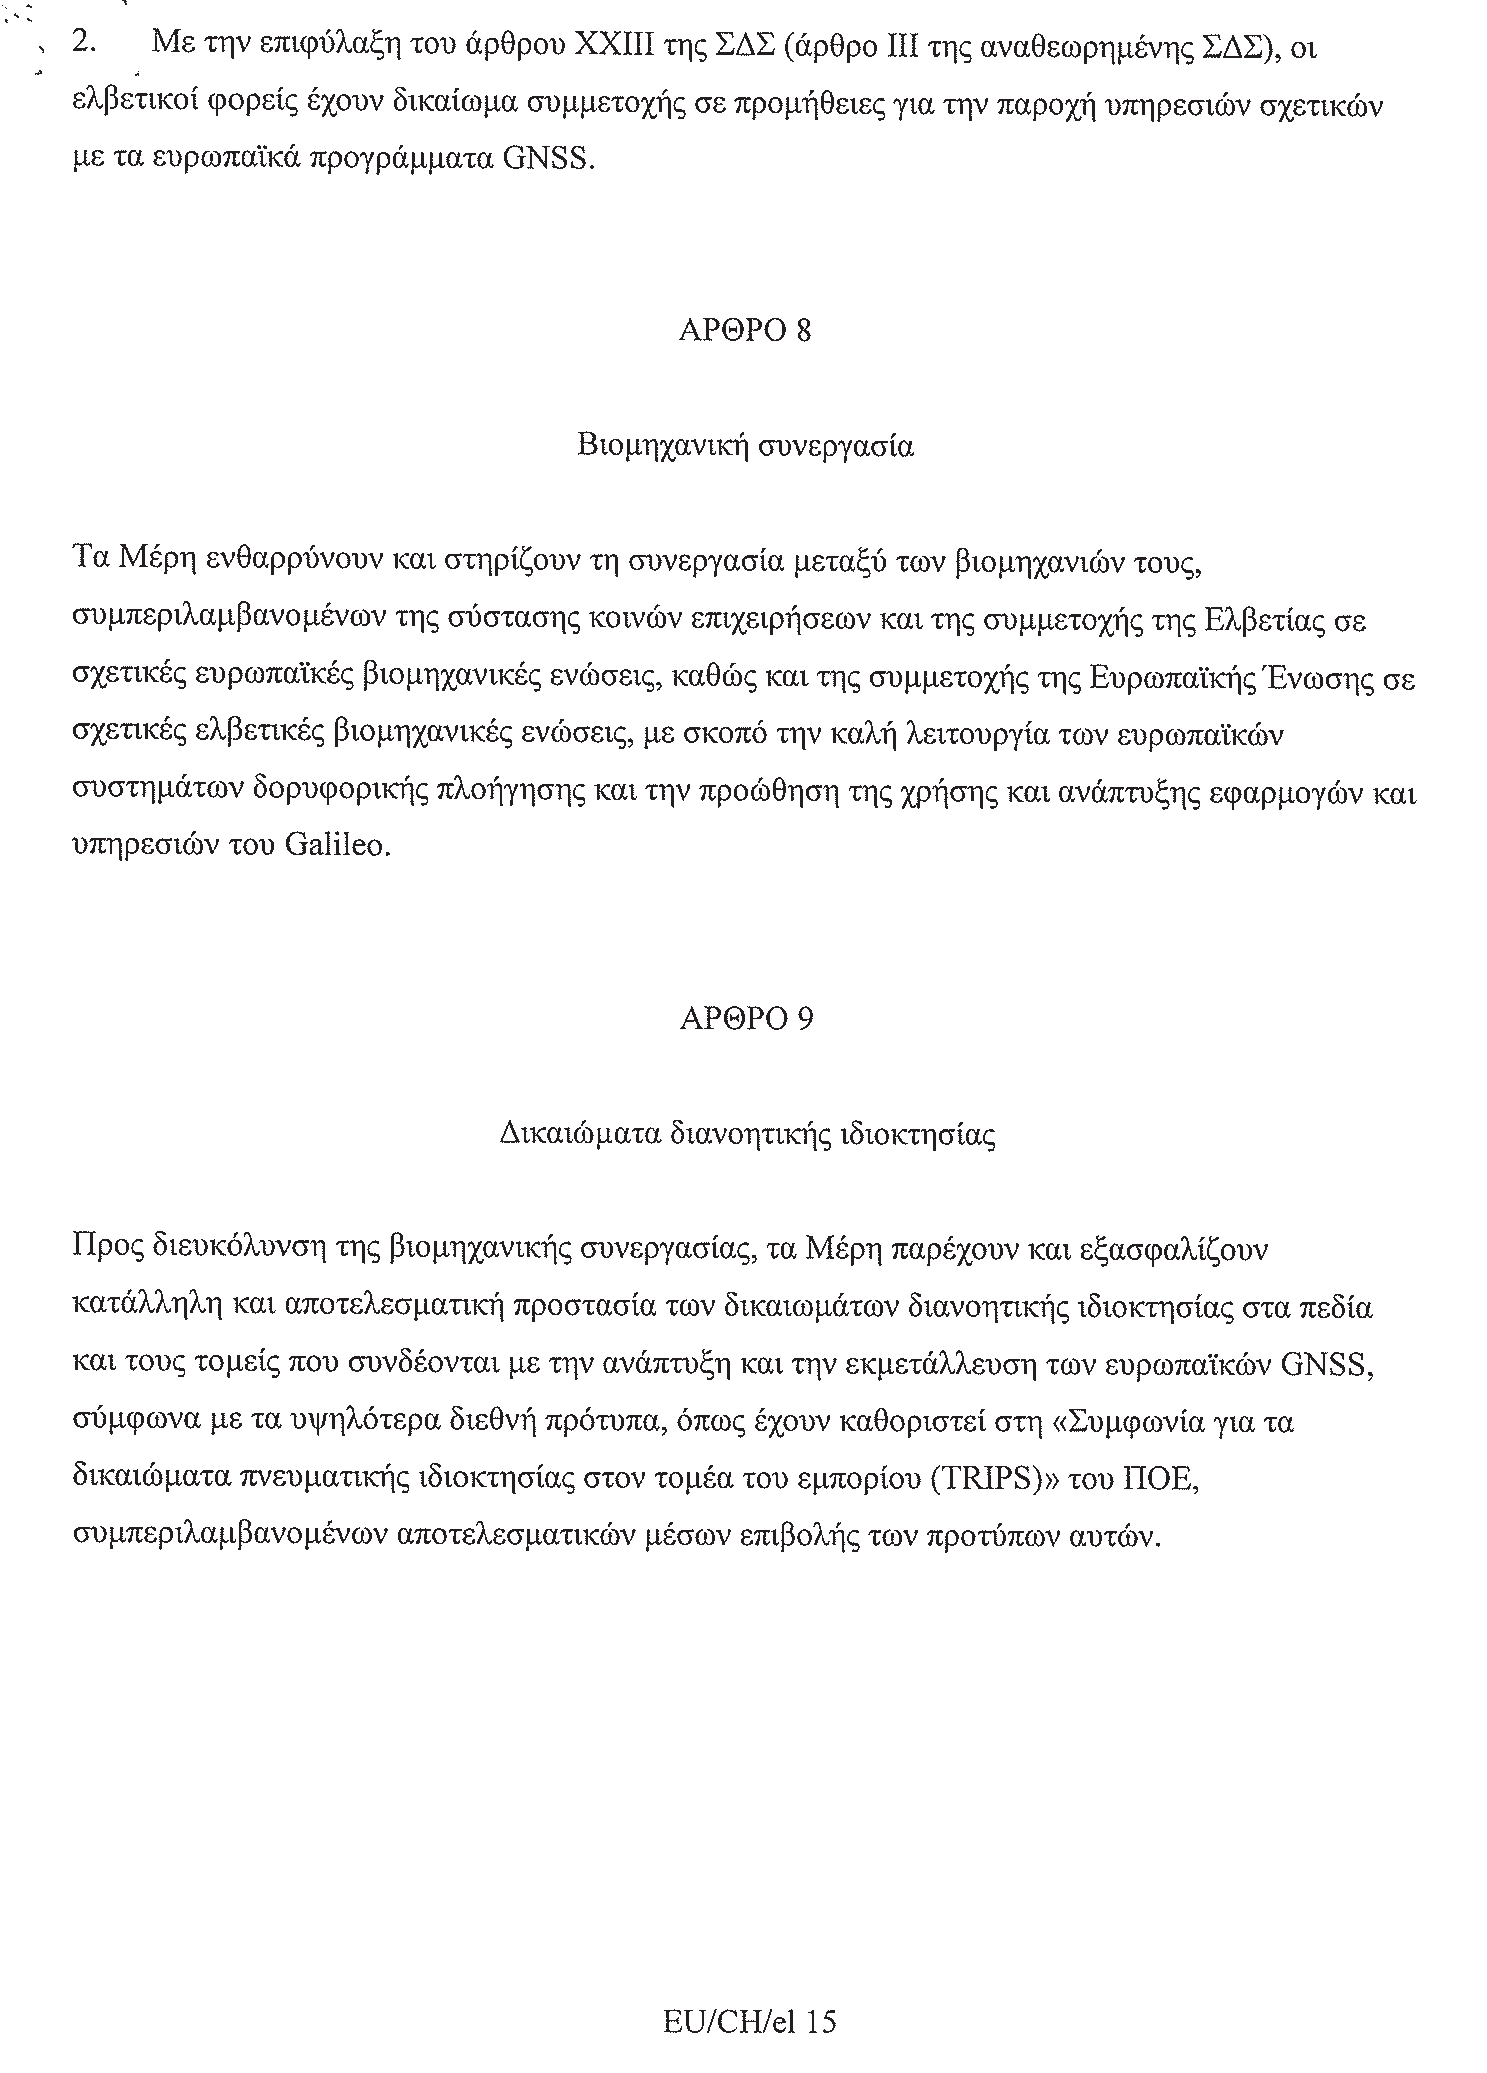 2. Με την επιφύλαξη του άρθρου XXIII της ΣΔΣ (άρθρο III της αναθεωρημένης ΣΔΣ), οι
ελβετικοί φορείς έχουν δικαίωμα συμμετοχής σε προμήθειες για την παροχή υπηρεσιών σχετικών
με τα ευρωπαϊκά προγράμματα GNSS.
ΑΡΘΡΟ 8
Βιομηχανική συνεργασία
Τα Μέρη ενθαρρύνουν και στηρίζουν τη συνεργασία μεταξύ των βιομηχανιών τους,
συμπεριλαμβανομένων της σύστασης κοινών επιχειρήσεων και της συμμετοχής της Ελβετίας σε
σχετικές ευρωπαϊκές βιομηχανικές ενώσεις, καθώς και της συμμετοχής της Ευρωπαϊκής Ένωσης σε
σχετικές ελβετικές βιομηχανικές ενώσεις, με σκοπό την καλή λειτουργία των ευρωπαϊκών
συστημάτων δορυφορικής πλοήγησης και την προώθηση της χρήσης και ανάπτυξης εφαρμογών και
υπηρεσιών του Galileo.
ΑΡΘΡΟ 9
Δικαιώματα διανοητικής ιδιοκτησίας
Προς διευκόλυνση της βιομηχανικής συνεργασίας, τα Μέρη παρέχουν και εξασφαλίζουν
κατάλληλη και αποτελεσματική προστασία των δικαιωμάτων διανοητικής ιδιοκτησίας στα πεδία
και τους τομείς που συνδέονται με την ανάπτυξη και την εκμετάλλευση των ευρωπαϊκών GNSS,
σύμφωνα με τα υψηλότερα διεθνή πρότυπα, όπως έχουν καθοριστεί στη «Συμφωνία για τα
δικαιώματα πνευματικής ιδιοκτησίας στον τομέα του εμπορίου (TRIPS)» του ΠΟΕ,
συμπεριλαμβανομένων αποτελεσματικών μέσων επιβολής των προτύπων αυτών.
EU/CH/el 15